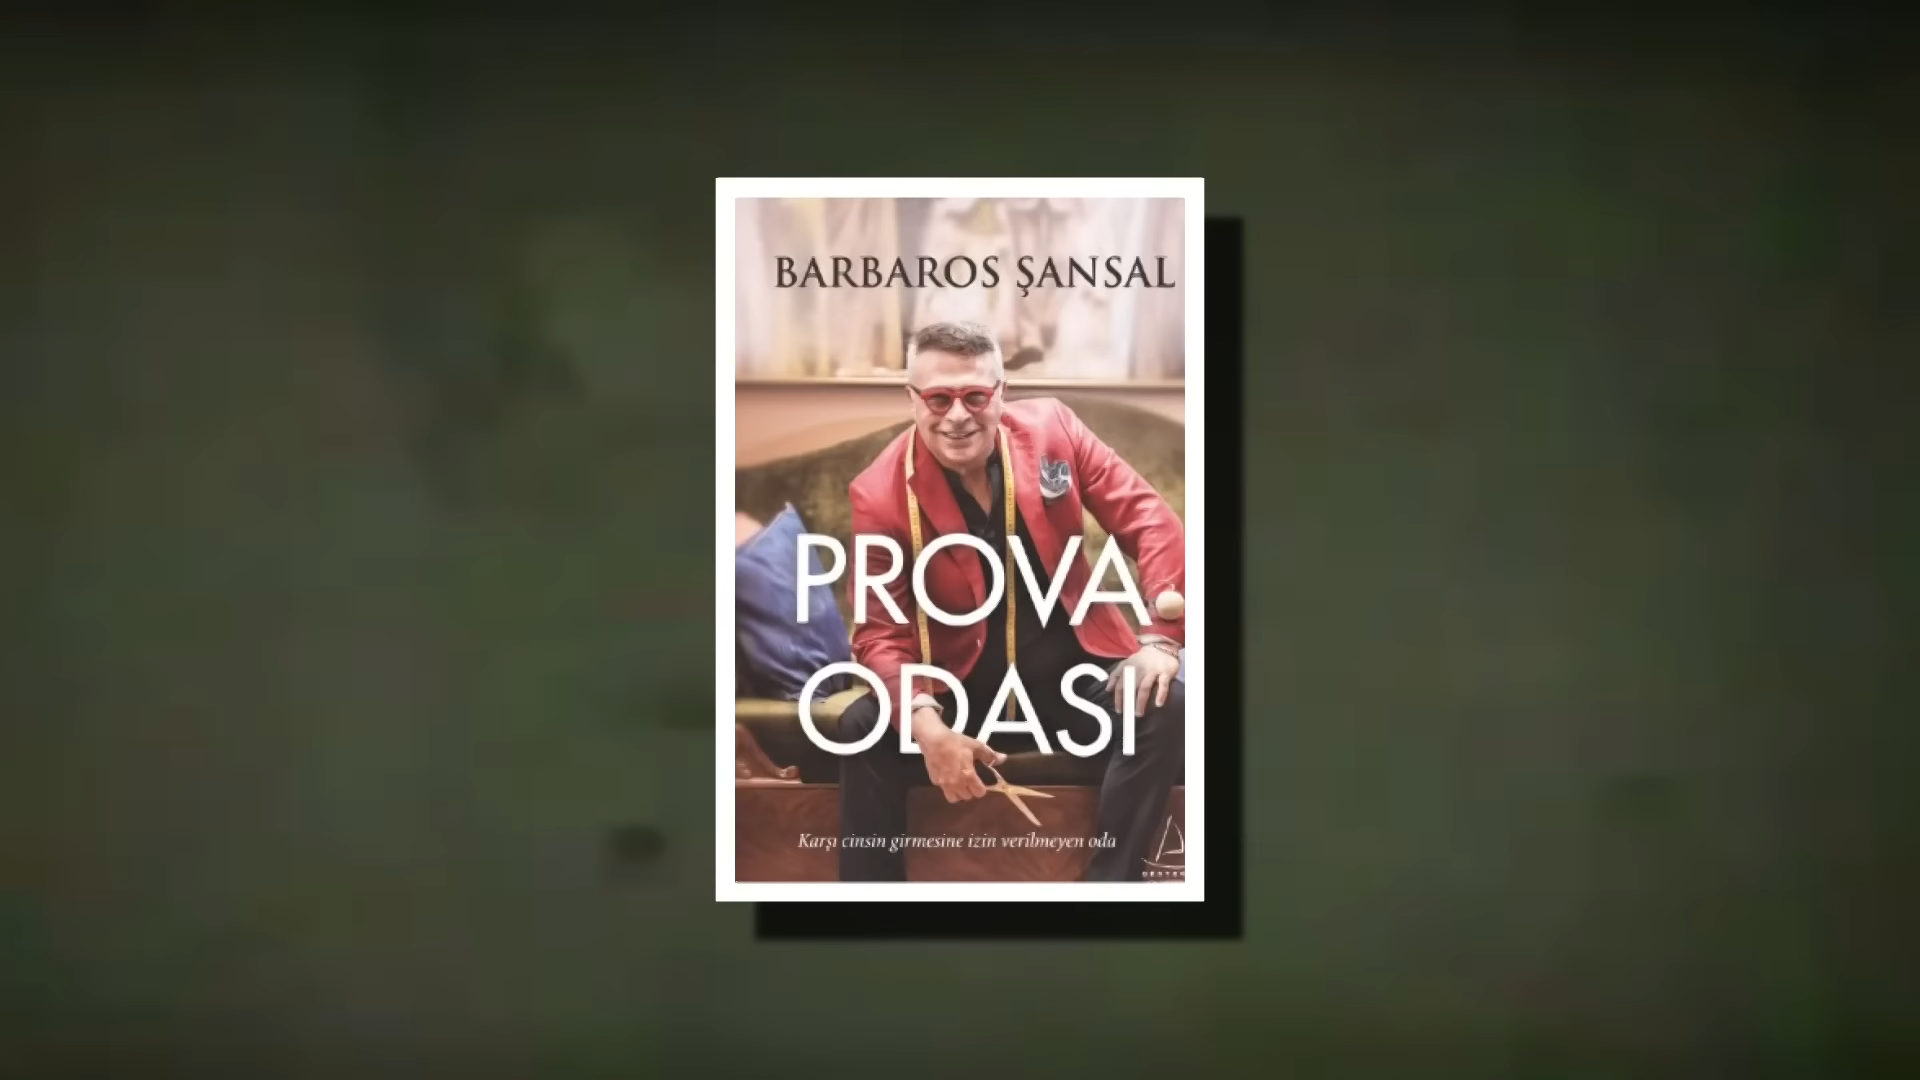 BARBAROS ŞANSAL
PROVA
ODASI
Karşı cinsin girmesine izin verilmeyen oda